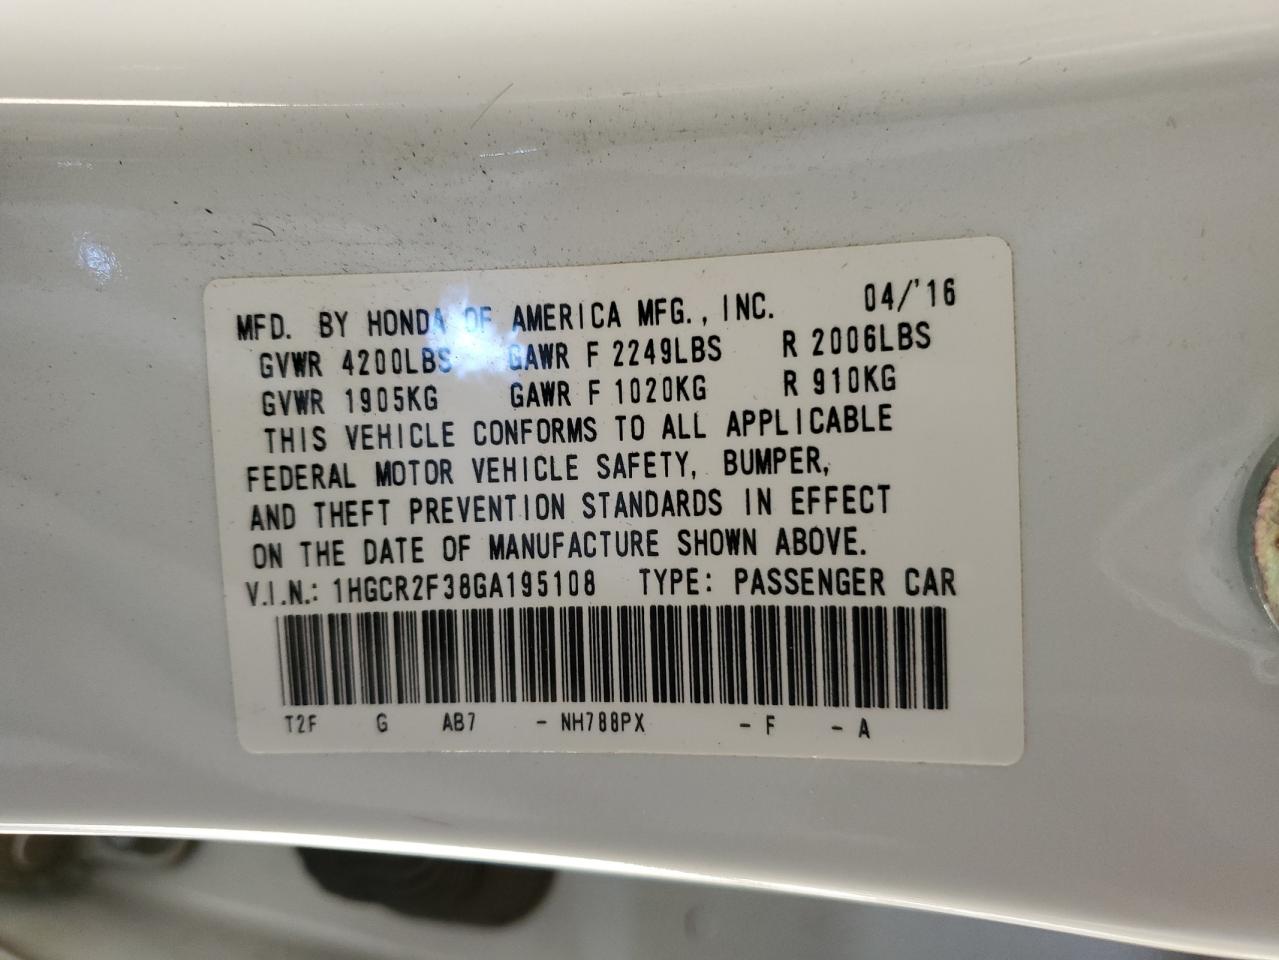 MFD. BY HONDA OF AMERICA MFG., INC. 04/'16
GVWR 4200LBS GAWR F 2249LBS R 2006LBS
GVWR 1905KG GAWR F 1020KG R 910KG
THIS VEHICLE CONFORMS TO ALL APPLICABLE
FEDERAL MOTOR VEHICLE SAFETY, BUMPER,
AND THEFT PREVENTION STANDARDS IN EFFECT
ON THE DATE OF MANUFACTURE SHOWN ABOVE.
V.I.N.: 1HGCR2F38GA195108 TYPE: PASSENGER CAR
T2F G AB7 - NH788PX - F - A